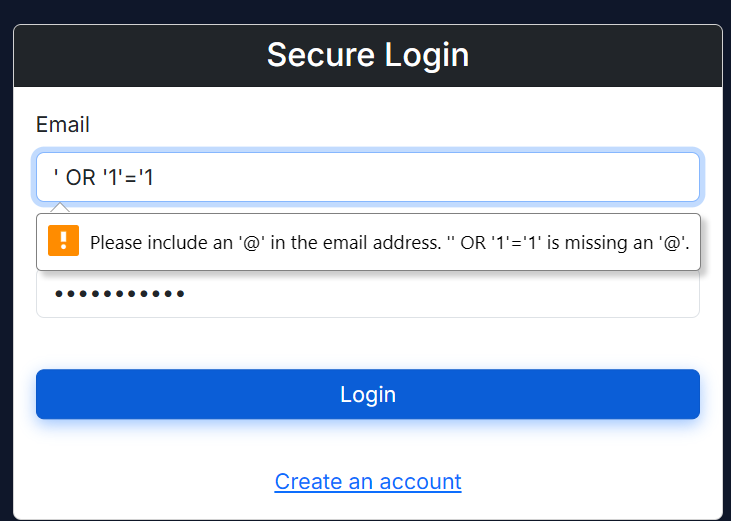 Secure Login
Email
' OR '1'='1
Please include an '@' in the email address. '' OR '1'='1' is missing an '@'.
•••••••••••
Login
Create an account